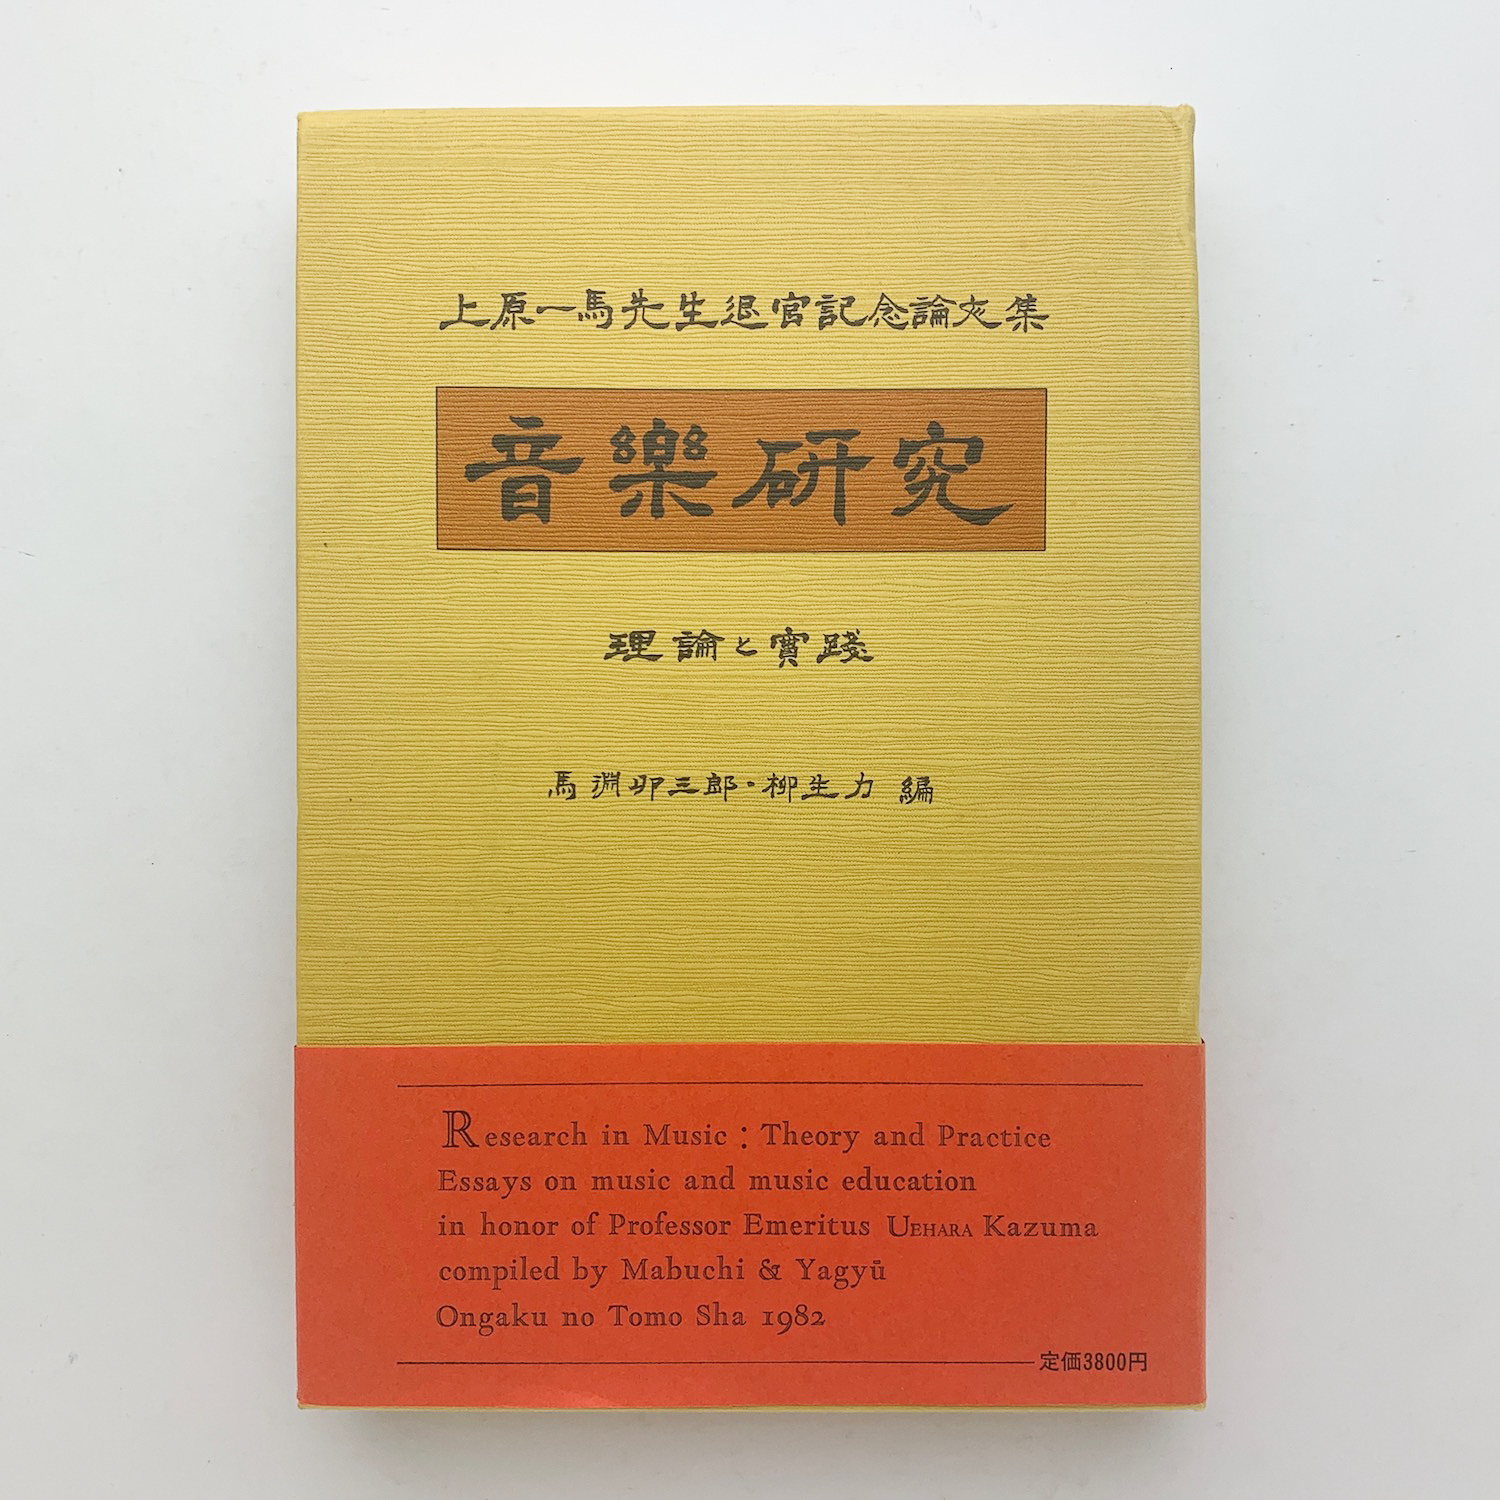 上原一馬先生退官記念論文集
音樂研究
理論と實踐
馬淵卯三郎・柳生力 編
Research in Music : Theory and Practice
Essays on music and music education
in honor of Professor Emeritus UEHARA Kazuma
compiled by Mabuchi & Yagyū
Ongaku no Tomo Sha 1982
定価3800円